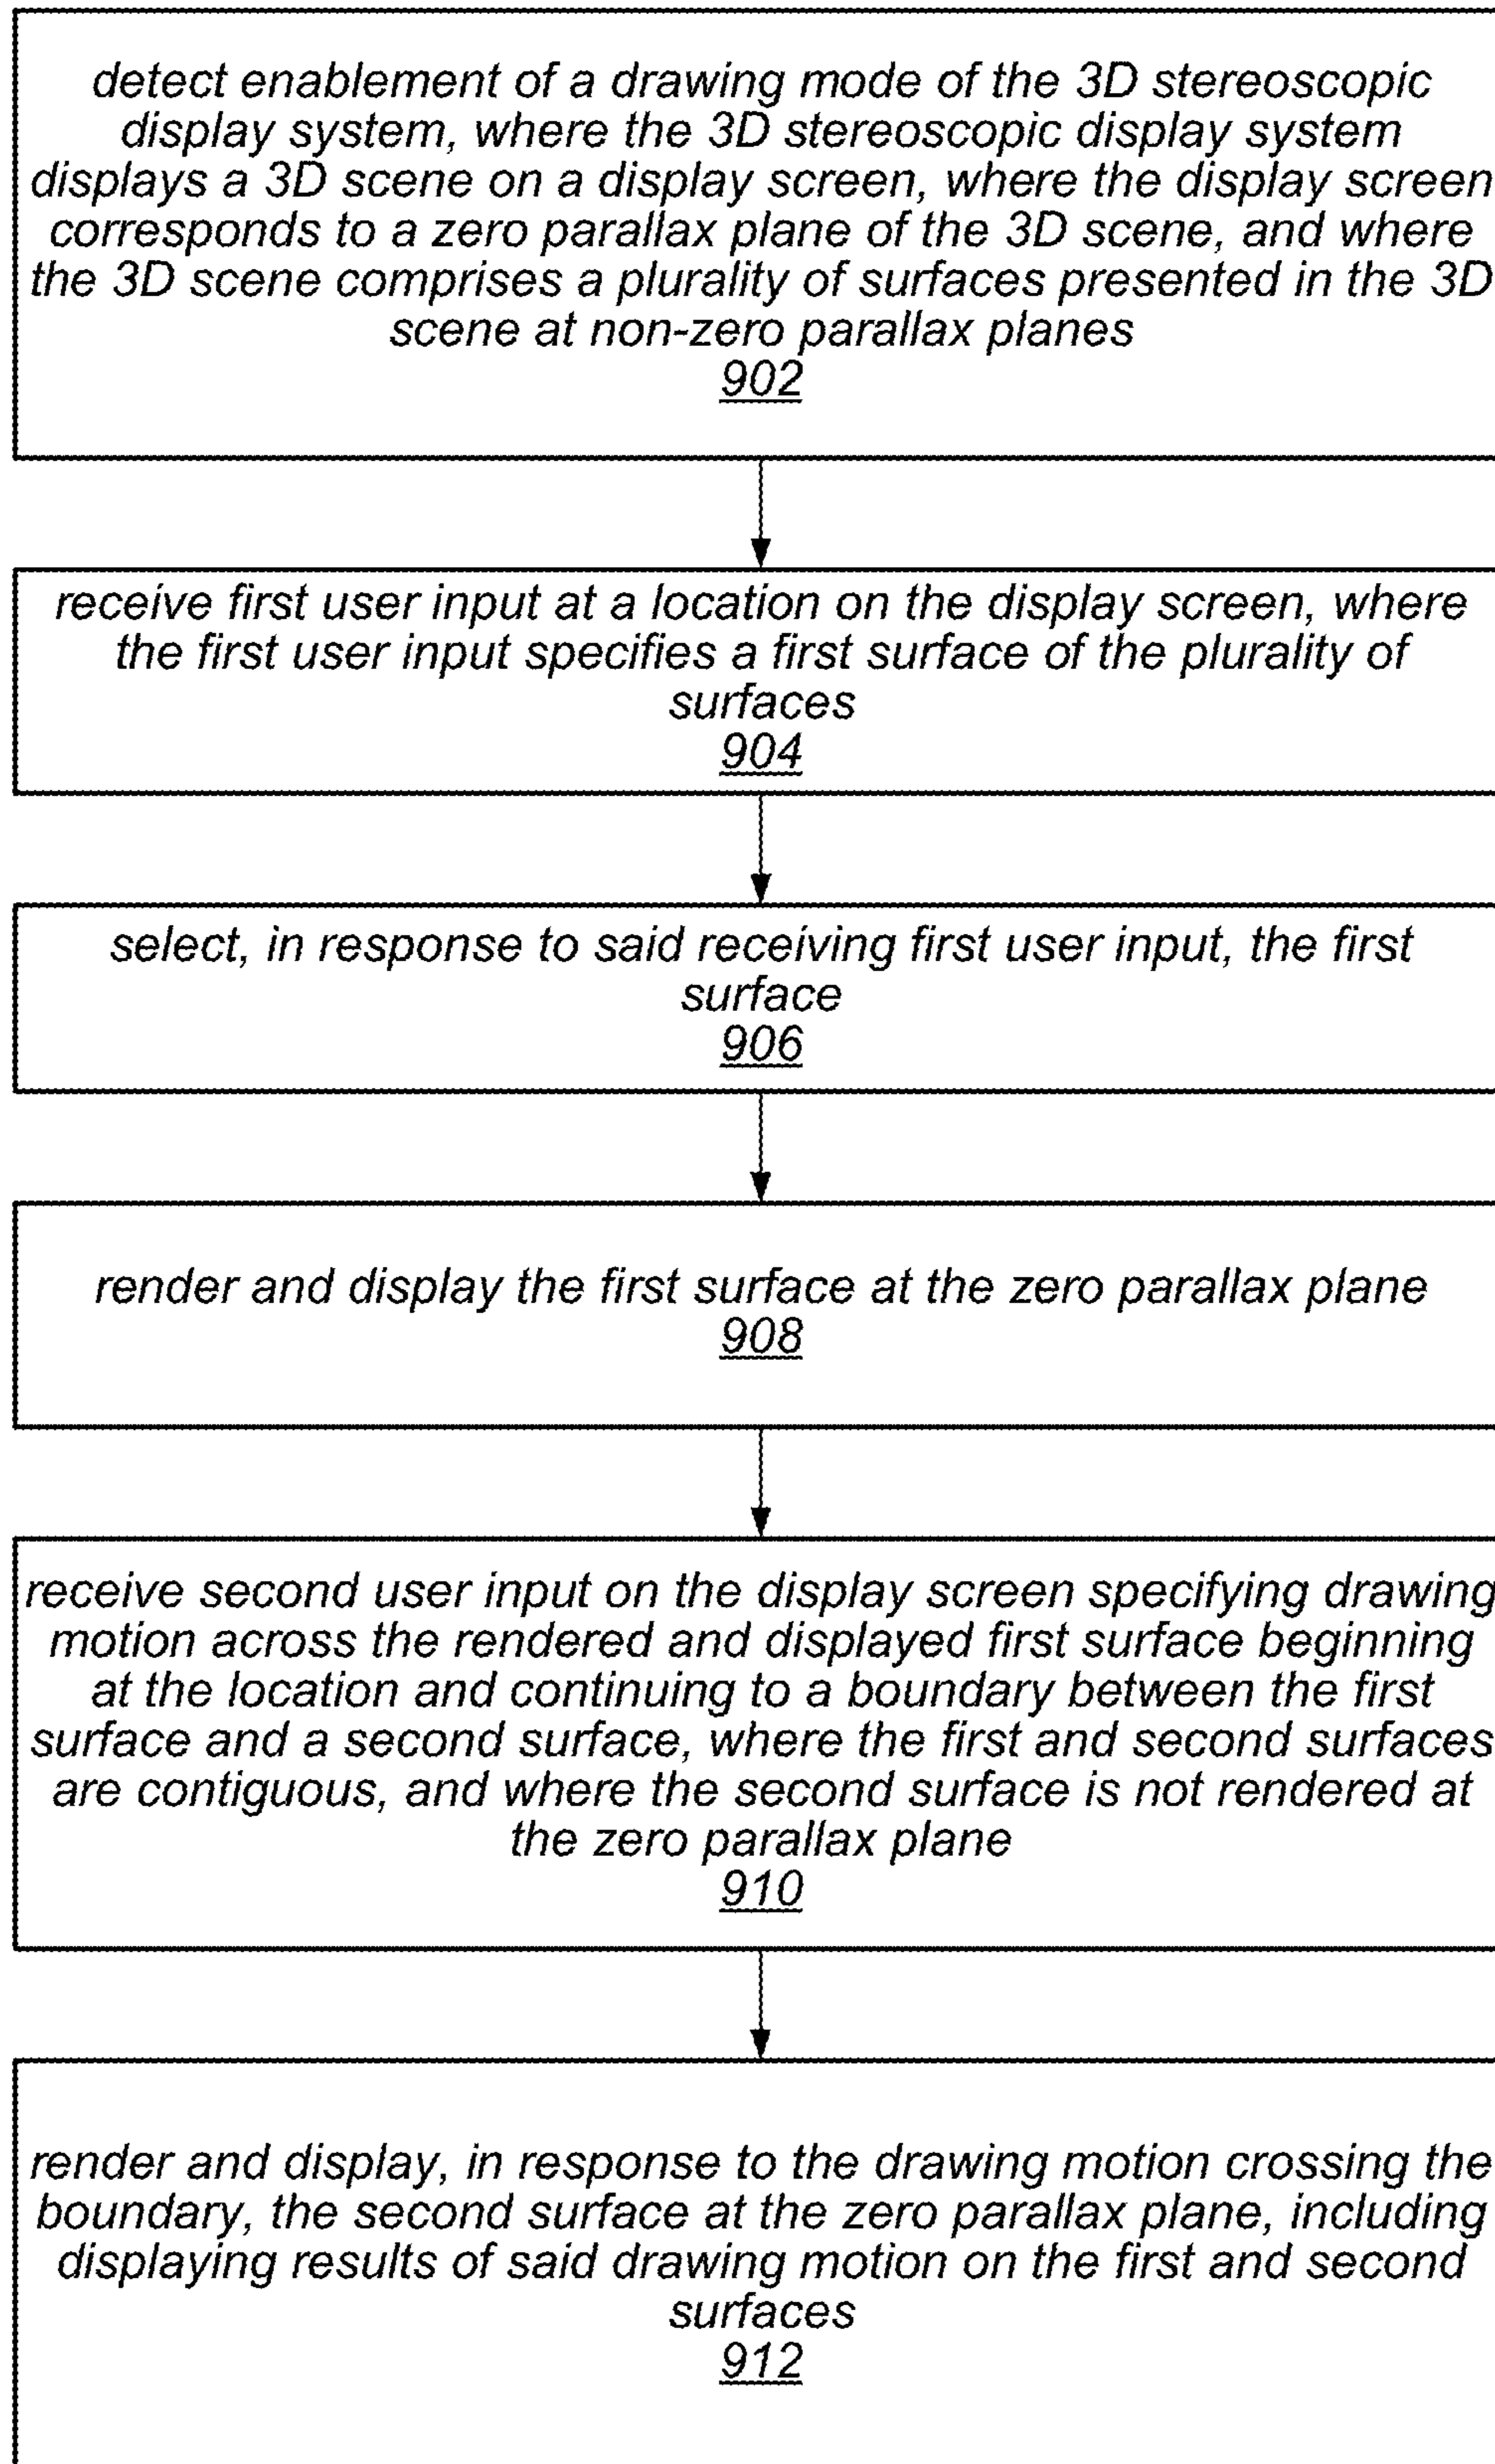 detect enablement of a drawing mode of the 3D stereoscopic
display system, where the 3D stereoscopic display system
displays a 3D scene on a display screen, where the display screen
corresponds to a zero parallax plane of the 3D scene, and where
the 3D scene comprises a plurality of surfaces presented in the 3D
scene at non-zero parallax planes
902
receive first user input at a location on the display screen, where
the first user input specifies a first surface of the plurality of
surfaces
904
select, in response to said receiving first user input, the first
surface
906
render and display the first surface at the zero parallax plane
908
receive second user input on the display screen specifying drawing
motion across the rendered and displayed first surface beginning
at the location and continuing to a boundary between the first
surface and a second surface, where the first and second surfaces
are contiguous, and where the second surface is not rendered at
the zero parallax plane
910
render and display, in response to the drawing motion crossing the
boundary, the second surface at the zero parallax plane, including
displaying results of said drawing motion on the first and second
surfaces
912